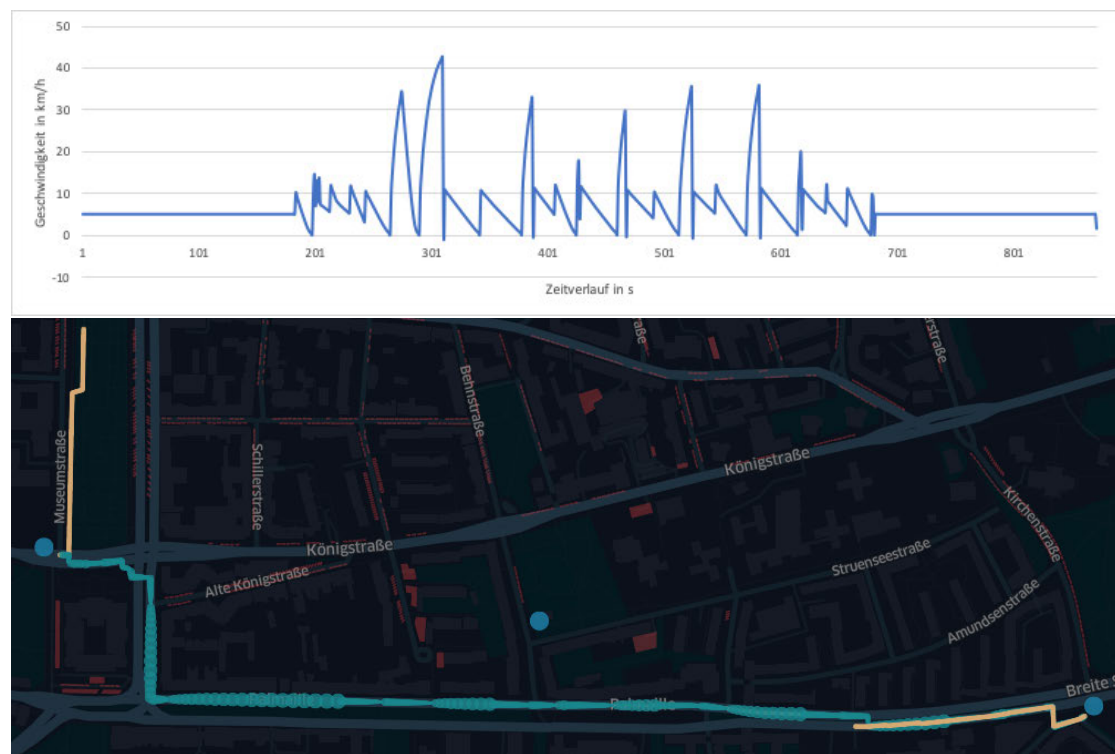 50
40
30
20
10
0
-10
Geschwindigkeit in km/h
1
101
201
301
401
501
601
701
801
Zeitverlauf in s
Museumstraße
Schillerstraße
Behnstraße
Königstraße
Königstraße
Alte Königstraße
Struenseestraße
Kirchenstraße
Amundsenstraße
Breite s